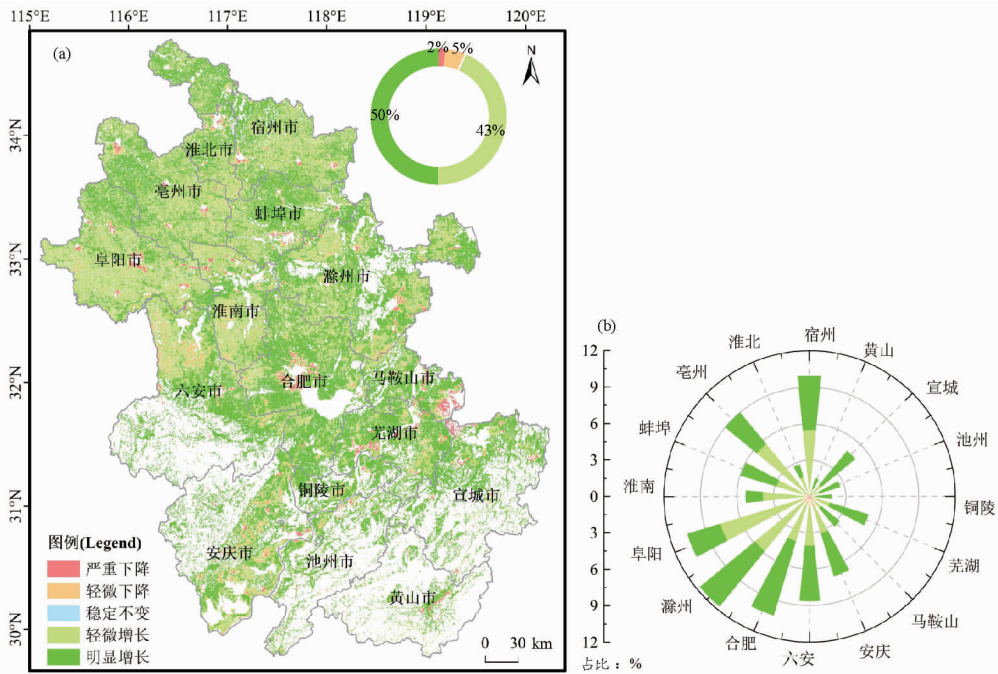 115°E 116°E 117°E 118°E 119°E 120°E
(a)
2% 5%
N
50%
43%
34°N
33°N
32°N
31°N
30°N
宿州市
淮北市
亳州市
蚌埠市
阜阳市
滁州市
淮南市
六安市
合肥市
马鞍山市
芜湖市
铜陵市
宣城市
安庆市
池州市
黄山市
图例(Legend)
严重下降
轻微下降
稳定不变
轻微增长
明显增长
0 30 km
(b)
12
9
6
3
0
3
6
9
12
占比：%
宿州
黄山
宣城
池州
铜陵
芜湖
马鞍山
安庆
六安
合肥
滁州
阜阳
淮南
蚌埠
亳州
淮北